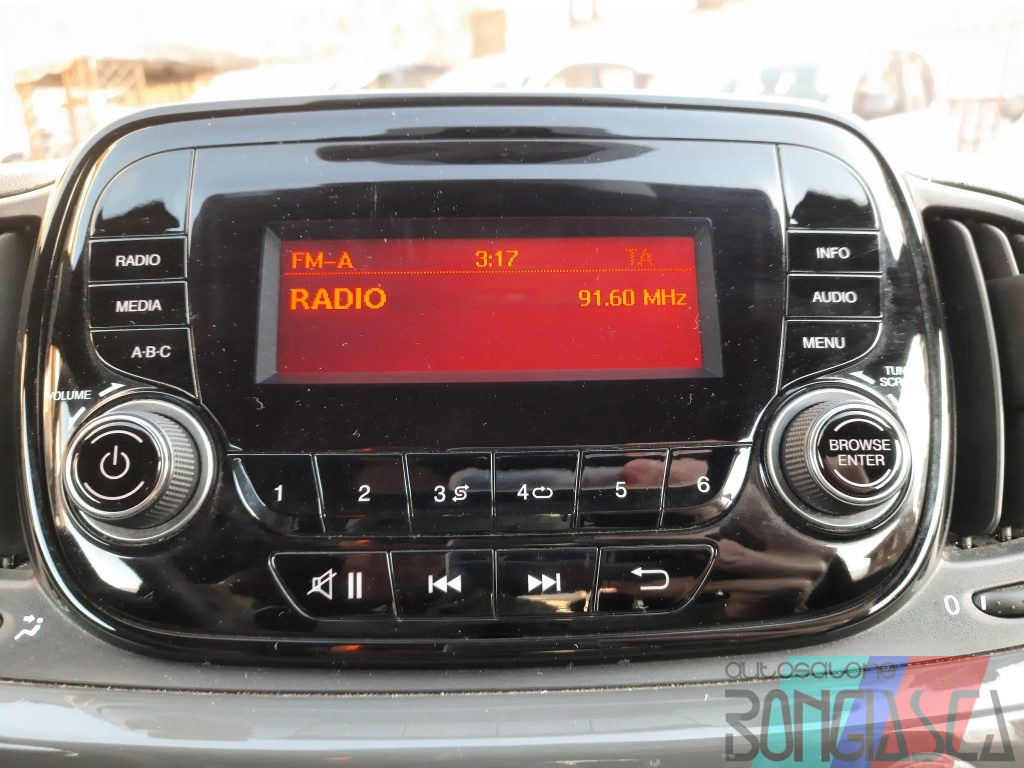 FM-A 3:17 TA
RADIO 91.60 MHz
RADIO
MEDIA
A·B·C
INFO
AUDIO
MENU
VOLUME
BROWSE
ENTER
1 2 3 4 5 6
0
autosalone
BONGIASCA